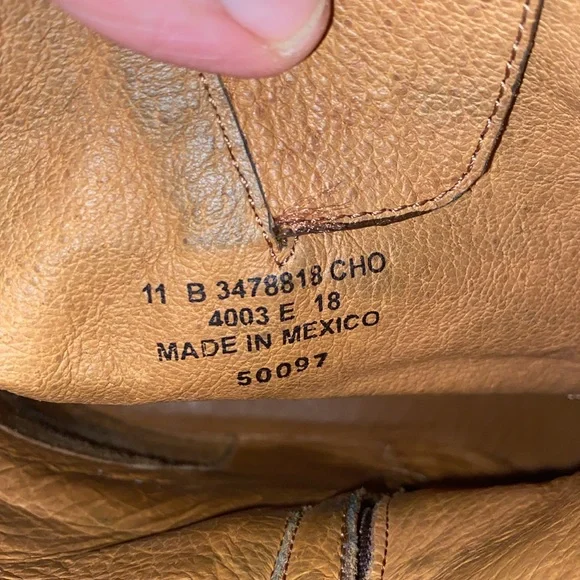 11 B 3478818 CHO
4003 E 18
MADE IN MEXICO
50097